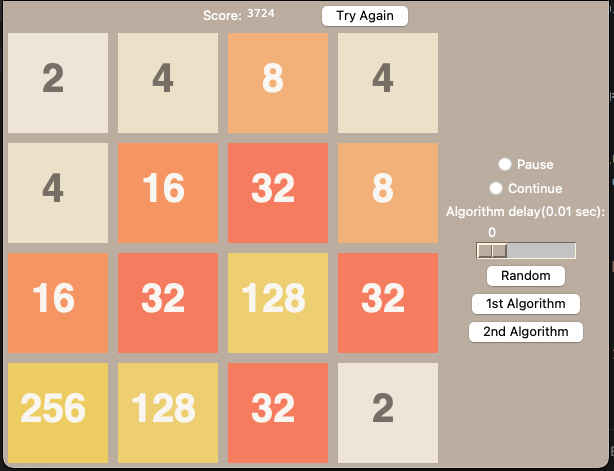 Score: 3724 Try Again
2 4 8 4
4 16 32 8
16 32 128 32
256 128 32 2
Pause
Continue
Algorithm delay(0.01 sec):
0
Random
1st Algorithm
2nd Algorithm